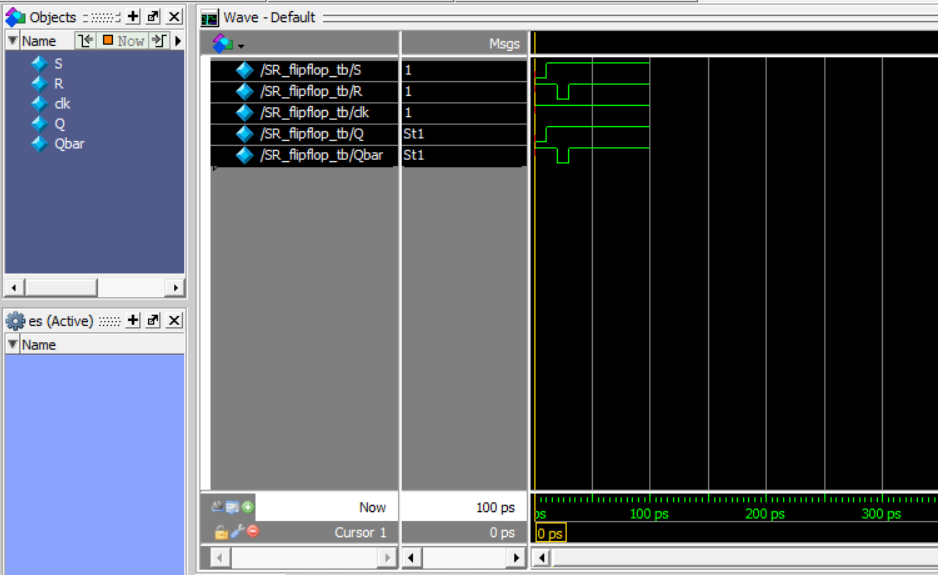 Objects
Name
Now
S
R
clk
Q
Qbar
es (Active)
Name
Wave - Default
Msgs
/SR_flipflop_tb/S 1
/SR_flipflop_tb/R 1
/SR_flipflop_tb/clk 1
/SR_flipflop_tb/Q St1
/SR_flipflop_tb/Qbar St1
Now 100 ps
Cursor 1 0 ps
ps 100 ps 200 ps 300 ps
0 ps